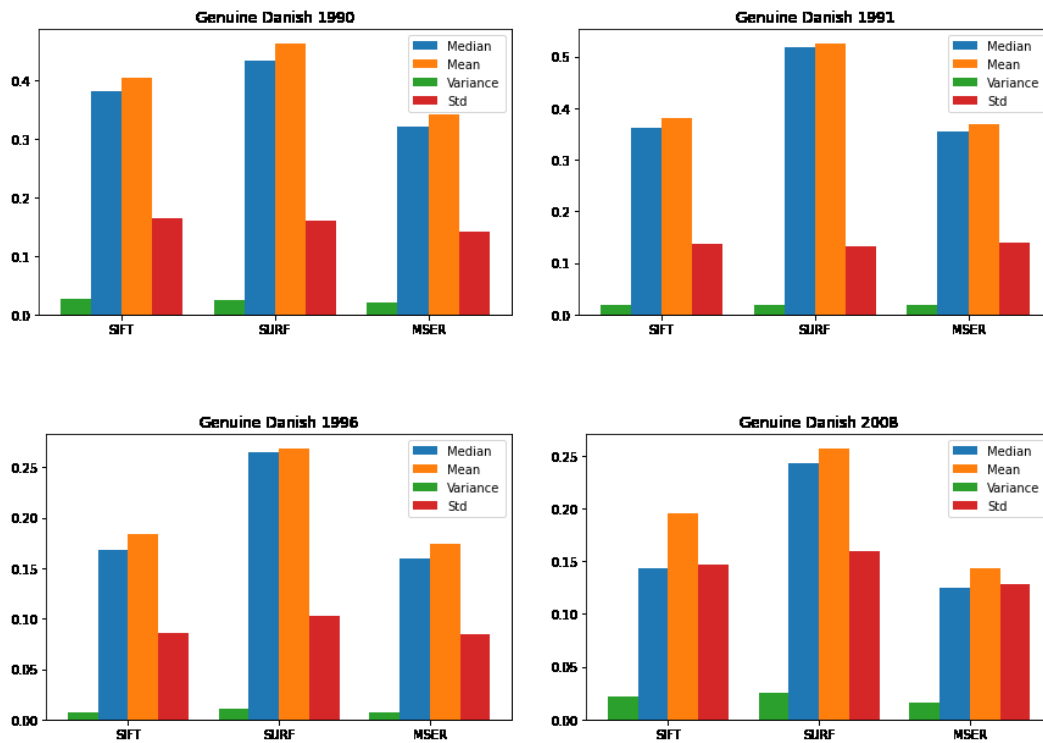 Genuine Danish 1990
Median
Mean
Variance
Std
0.4
0.3
0.2
0.1
0.0
SIFT SURF MSER
Genuine Danish 1991
Median
Mean
Variance
Std
0.5
0.4
0.3
0.2
0.1
0.0
SIFT SURF MSER
Genuine Danish 1996
Median
Mean
Variance
Std
0.25
0.20
0.15
0.10
0.05
0.00
SIFT SURF MSER
Genuine Danish 2008
Median
Mean
Variance
Std
0.25
0.20
0.15
0.10
0.05
0.00
SIFT SURF MSER